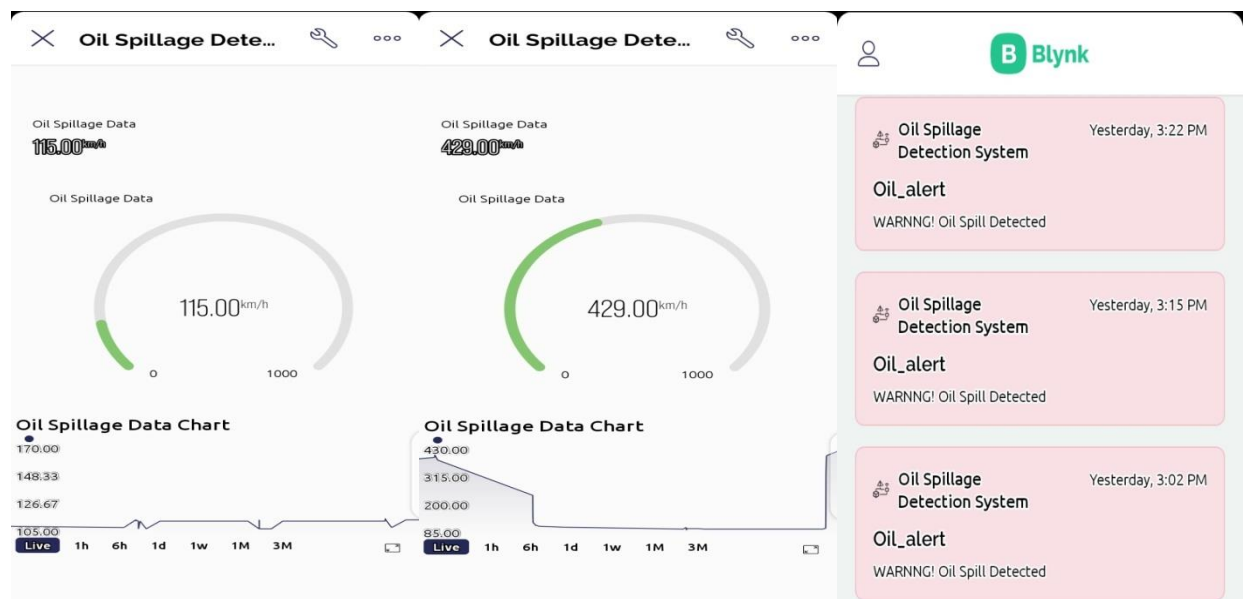 Oil Spillage Dete...
Oil Spillage Data
115.00km/h
Oil Spillage Data
115.00km/h
0 1000
Oil Spillage Data Chart
170.00
148.33
126.67
105.00
Live 1h 6h 1d 1w 1M 3M
Oil Spillage Dete...
Oil Spillage Data
429.00km/h
Oil Spillage Data
429.00km/h
0 1000
Oil Spillage Data Chart
430.00
315.00
200.00
85.00
Live 1h 6h 1d 1w 1M 3M
B Blynk
Oil Spillage Yesterday, 3:22 PM
Detection System
Oil_alert
WARNNG! Oil Spill Detected
Oil Spillage Yesterday, 3:15 PM
Detection System
Oil_alert
WARNNG! Oil Spill Detected
Oil Spillage Yesterday, 3:02 PM
Detection System
Oil_alert
WARNNG! Oil Spill Detected